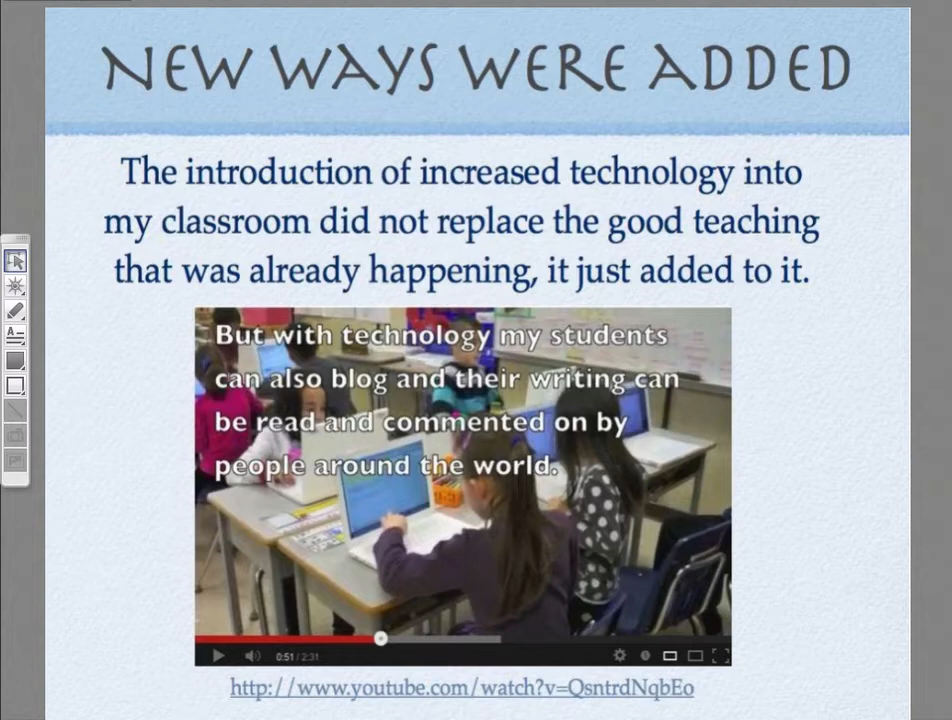 NEW WAYS WERE ADDED
The introduction of increased technology into
my classroom did not replace the good teaching
that was already happening, it just added to it.
But with technology my students
can also blog and their writing can
be read and commented on by
people around the world.
0:51 / 2:31
http://www.youtube.com/watch?v=QsntrdNqbEo